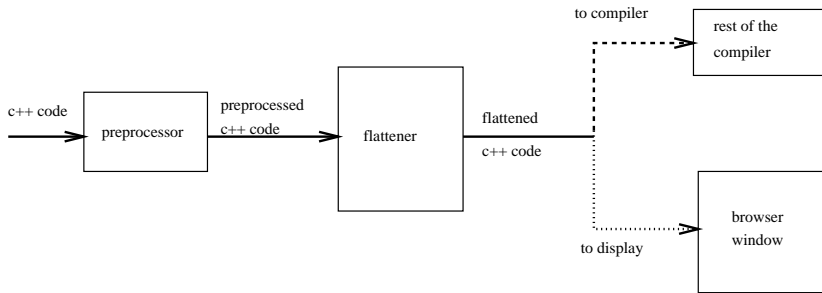 c++ code
preprocessor
preprocessed
c++ code
flattener
flattened
c++ code
to compiler
rest of the
compiler
to display
browser
window